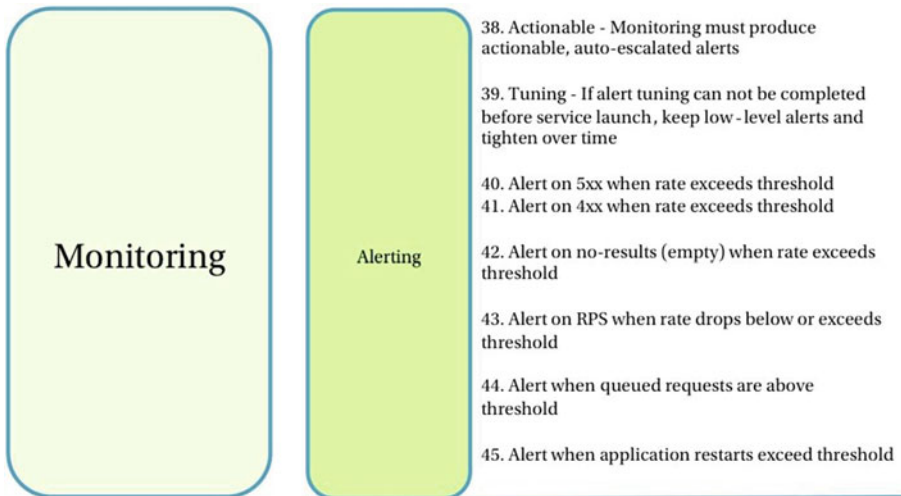 Monitoring
Alerting
38. Actionable - Monitoring must produce
actionable, auto-escalated alerts
39. Tuning - If alert tuning can not be completed
before service launch, keep low-level alerts and
tighten over time
40. Alert on 5xx when rate exceeds threshold
41. Alert on 4xx when rate exceeds threshold
42. Alert on no-results (empty) when rate exceeds
threshold
43. Alert on RPS when rate drops below or exceeds
threshold
44. Alert when queued requests are above
threshold
45. Alert when application restarts exceed threshold